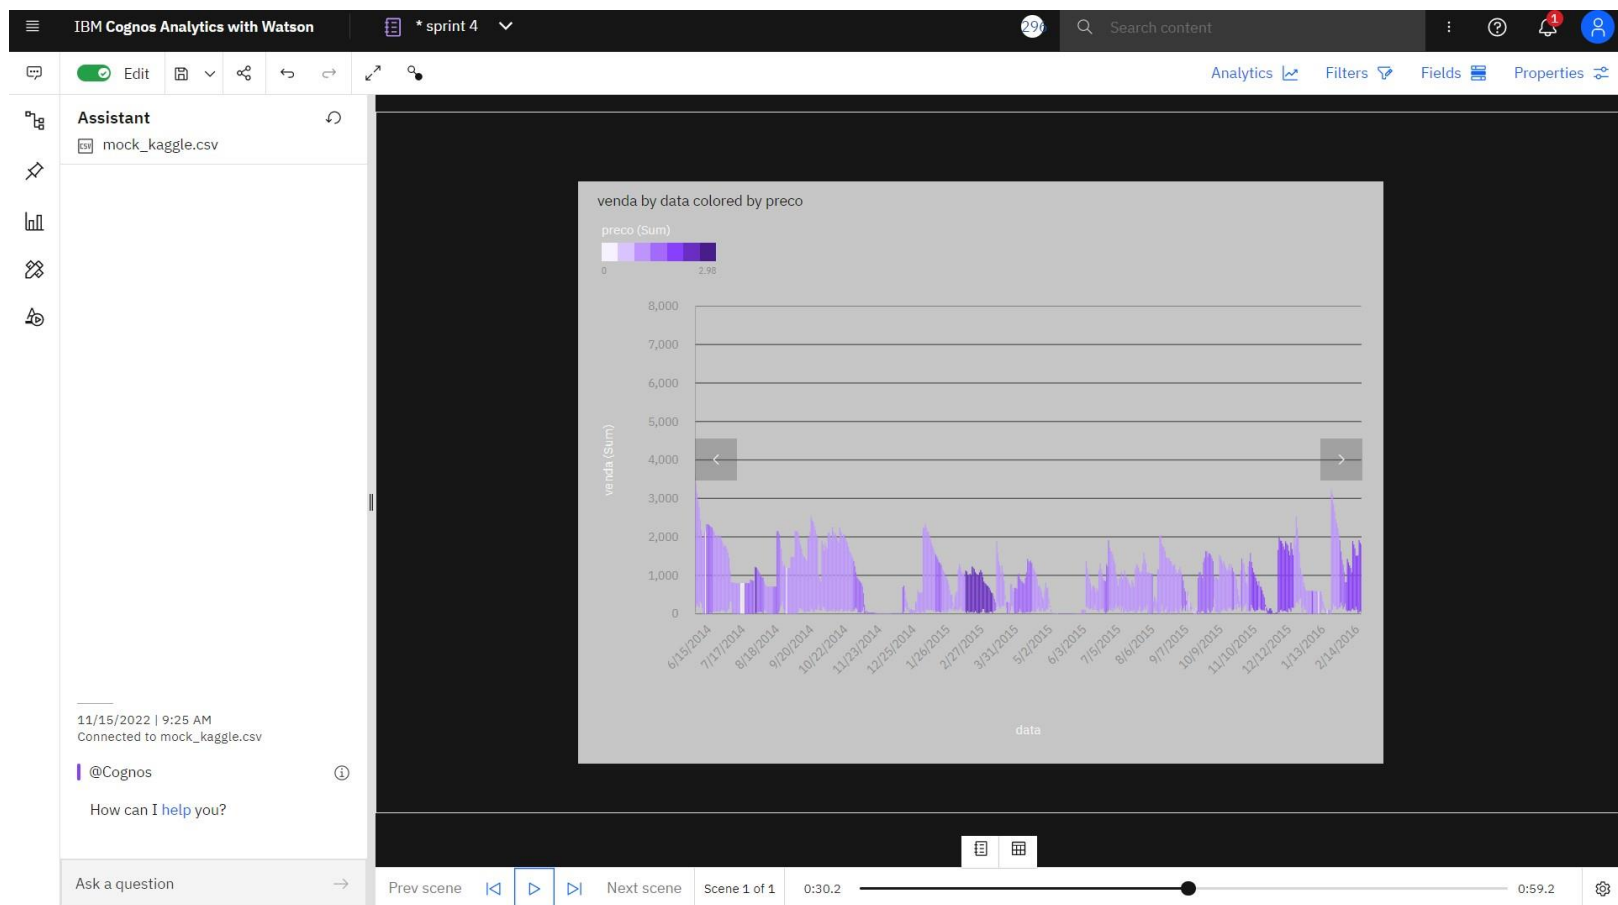 IBM Cognos Analytics with Watson
* sprint 4
296
Search content
1
Edit
Analytics
Filters
Fields
Properties
Assistant
CSV mock_kaggle.csv
11/15/2022 | 9:25 AM
Connected to mock_kaggle.csv
@Cognos
How can I help you?
Ask a question
venda by data colored by preco
preco (Sum)
0 2.98
venda (Sum)
8,000
7,000
6,000
5,000
4,000
3,000
2,000
1,000
0
6/15/2014
7/17/2014
8/18/2014
9/20/2014
10/22/2014
11/23/2014
12/25/2014
1/26/2015
2/27/2015
3/31/2015
5/2/2015
6/3/2015
7/5/2015
8/6/2015
9/7/2015
10/9/2015
11/10/2015
12/12/2015
1/13/2016
2/14/2016
data
Prev scene
Next scene
Scene 1 of 1
0:30.2
0:59.2